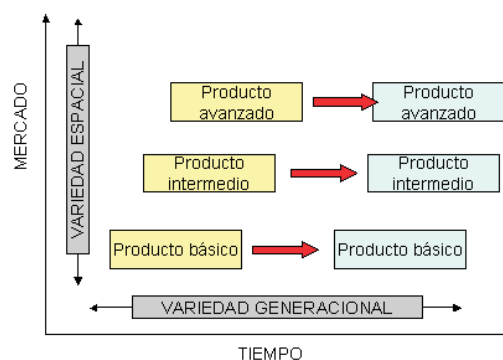 MERCADO
VARIEDAD ESPACIAL
Producto
avanzado
Producto
avanzado
Producto
intermedio
Producto
intermedio
Producto básico
Producto básico
VARIEDAD GENERACIONAL
TIEMPO